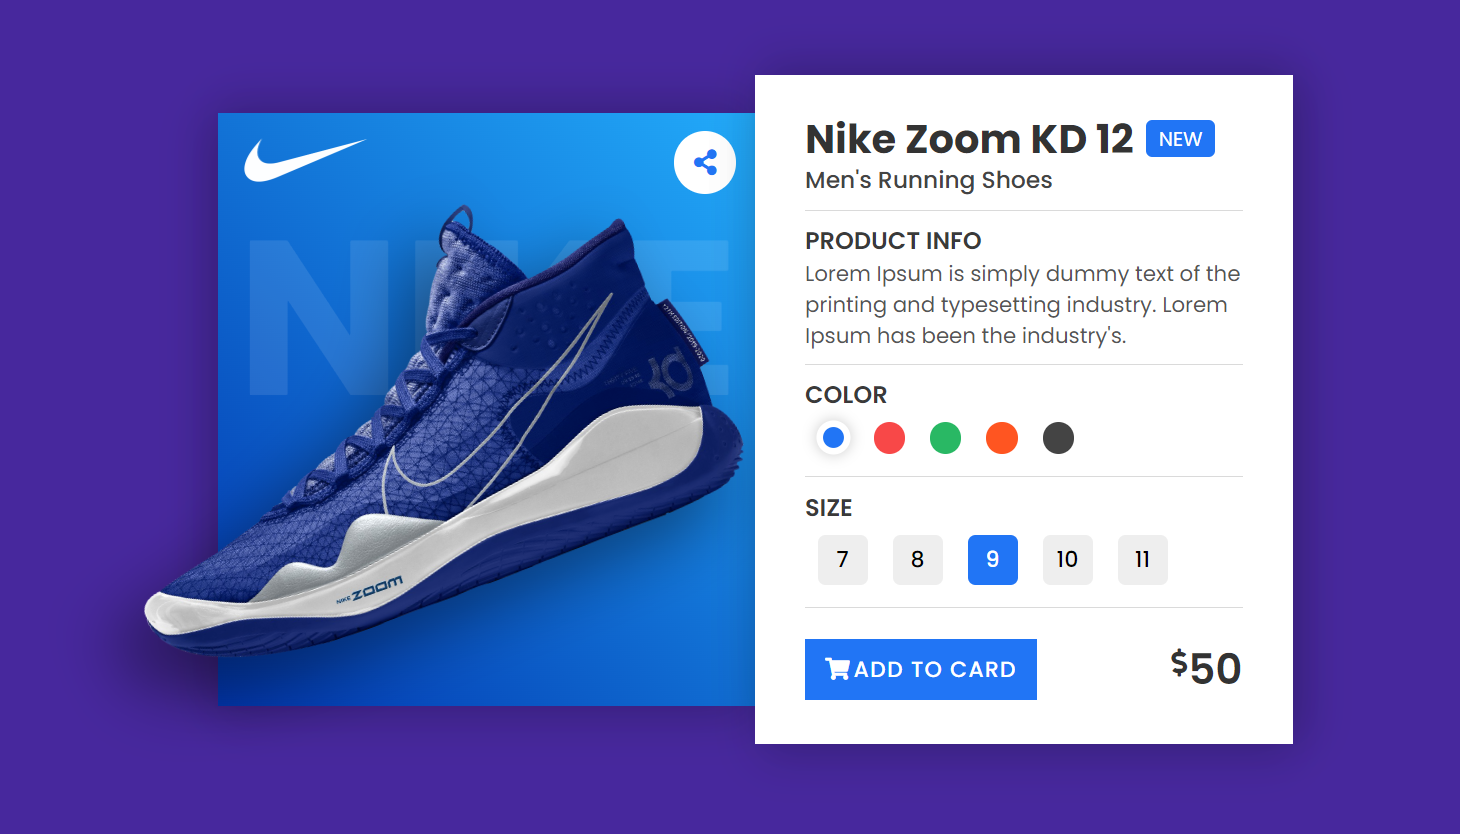 NIKE
NIKE ZOOM
Nike Zoom KD 12 NEW
Men's Running Shoes
PRODUCT INFO
Lorem Ipsum is simply dummy text of the
printing and typesetting industry. Lorem
Ipsum has been the industry's.
COLOR
SIZE
7 8 9 10 11
ADD TO CARD
$50